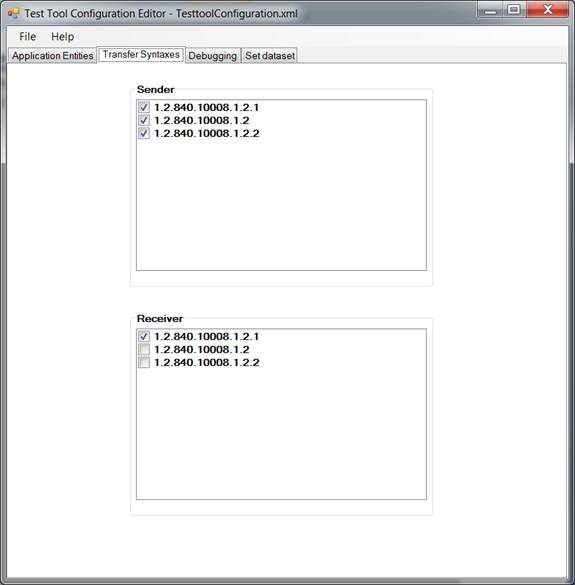 Test Tool Configuration Editor - TesttoolConfiguration.xml
File Help
Application Entities Transfer Syntaxes Debugging Set dataset
Sender
1.2.840.10008.1.2.1
1.2.840.10008.1.2
1.2.840.10008.1.2.2
Receiver
1.2.840.10008.1.2.1
1.2.840.10008.1.2
1.2.840.10008.1.2.2